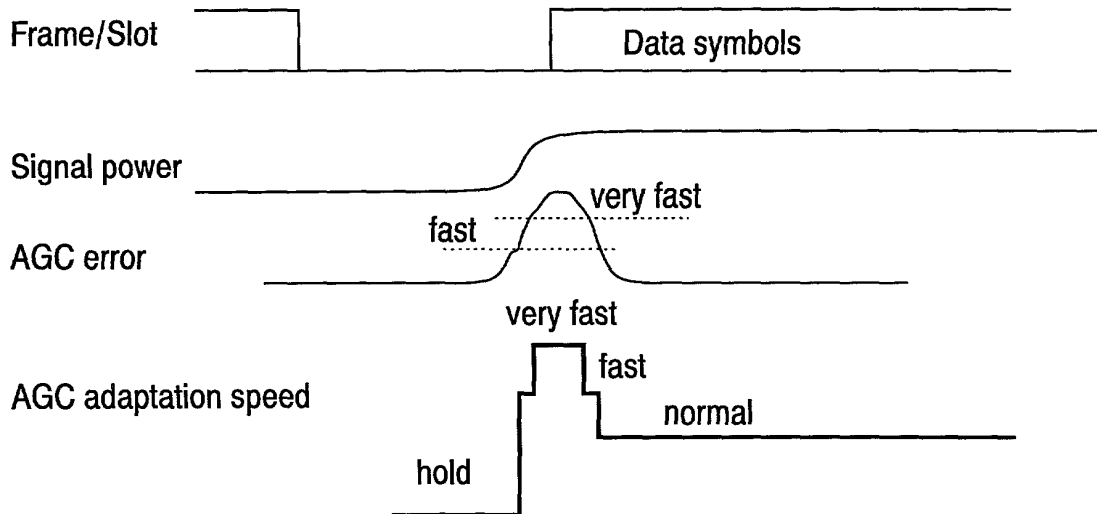 Frame/Slot
Data symbols
Signal power
very fast
fast
AGC error
very fast
fast
AGC adaptation speed
normal
hold